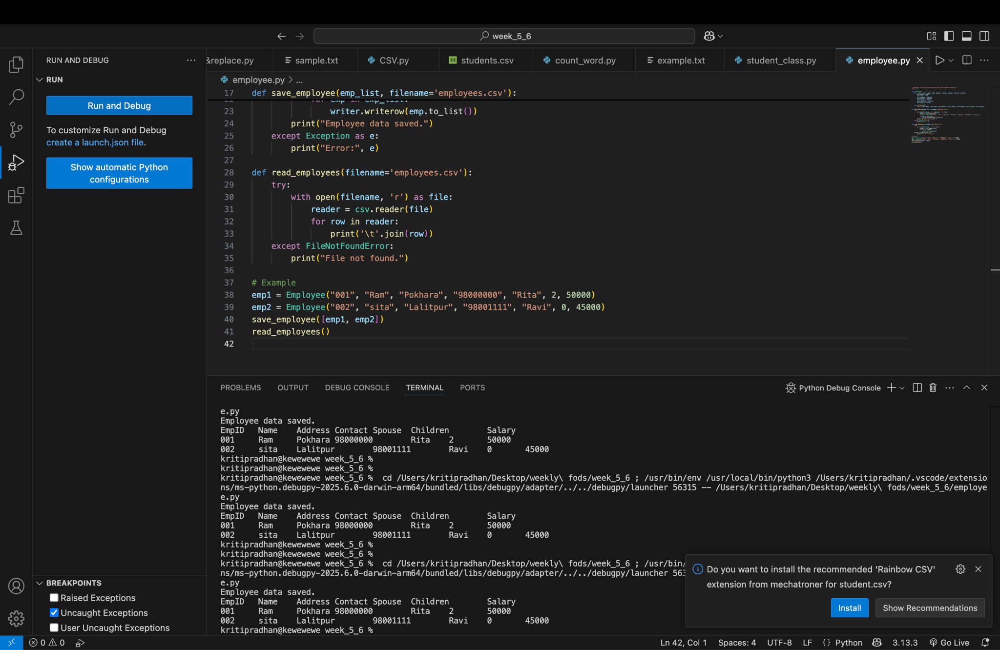 week_5_6
RUN AND DEBUG
RUN
Run and Debug
To customize Run and Debug
create a launch.json file.
Show automatic Python
configurations
&replace.py
sample.txt
CSV.py
students.csv
count_word.py
example.txt
student_class.py
employee.py
employee.py > ...
17 def save_employee(emp_list, filename='employees.csv'):
22 for emp in emp_list:
23 writer.writerow(emp.to_list())
24 print("Employee data saved.")
25 except Exception as e:
26 print("Error:", e)
27
28 def read_employees(filename='employees.csv'):
29 try:
30 with open(filename, 'r') as file:
31 reader = csv.reader(file)
32 for row in reader:
33 print('\t'.join(row))
34 except FileNotFoundError:
35 print("File not found.")
36
37 # Example
38 emp1 = Employee("001", "Ram", "Pokhara", "98000000", "Rita", 2, 50000)
39 emp2 = Employee("002", "sita", "Lalitpur", "98001111", "Ravi", 0, 45000)
40 save_employee([emp1, emp2])
41 read_employees()
42
PROBLEMS OUTPUT DEBUG CONSOLE TERMINAL PORTS
Python Debug Console
e.py
Employee data saved.
EmpID Name Address Contact Spouse Children Salary
001 Ram Pokhara 98000000 Rita 2 50000
002 sita Lalitpur 98001111 Ravi 0 45000
kritipradhan@kewewewe week_5_6 %
kritipradhan@kewewewe week_5_6 %
kritipradhan@kewewewe week_5_6 % cd /Users/kritipradhan/Desktop/weekly\ fods/week_5_6 ; /usr/bin/env /usr/local/bin/python3 /Users/kritipradhan/.vscode/extensio
ns/ms-python.debugpy-2025.6.0-darwin-arm64/bundled/libs/debugpy/adapter/../../debugpy/launcher 56315 -- /Users/kritipradhan/Desktop/weekly\ fods/week_5_6/employe
e.py
Employee data saved.
EmpID Name Address Contact Spouse Children Salary
001 Ram Pokhara 98000000 Rita 2 50000
002 sita Lalitpur 98001111 Ravi 0 45000
kritipradhan@kewewewe week_5_6 %
kritipradhan@kewewewe week_5_6 %
kritipradhan@kewewewe week_5_6 % cd /Users/kritipradhan/Desktop/weekly\ fods/week_5_6 ; /usr/bin/
ns/ms-python.debugpy-2025.6.0-darwin-arm64/bundled/libs/debugpy/adapter/../../debugpy/launcher 563
e.py
Employee data saved.
EmpID Name Address Contact Spouse Children Salary
001 Ram Pokhara 98000000 Rita 2 50000
002 sita Lalitpur 98001111 Ravi 0 45000
kritipradhan@kewewewe week_5_6 %
Do you want to install the recommended 'Rainbow CSV'
extension from mechatroner for student.csv?
Install
Show Recommendations
BREAKPOINTS
Raised Exceptions
Uncaught Exceptions
User Uncaught Exceptions
0 0
Ln 42, Col 1 Spaces: 4 UTF-8 LF {} Python 3.13.3 Go Live